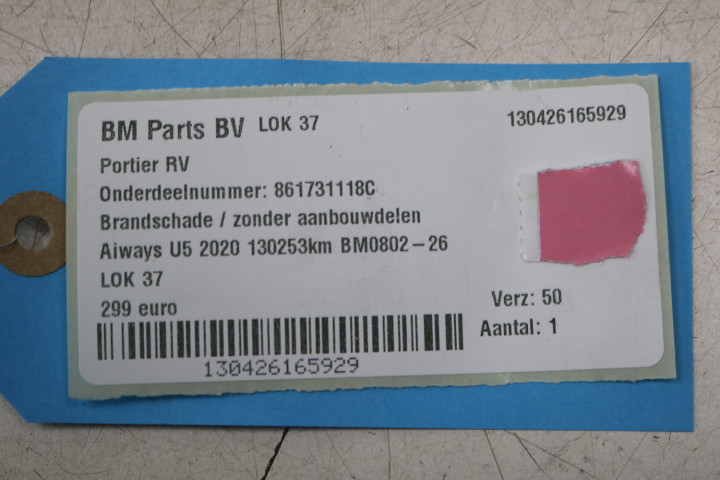 BM Parts BV LOK 37
130426165929
Portier RV
Onderdeelnummer: 861731118C
Brandschade / zonder aanbouwdelen
Aiways U5 2020 130253km BM0802-26
LOK 37
299 euro
Verz: 50
Aantal: 1
130426165929